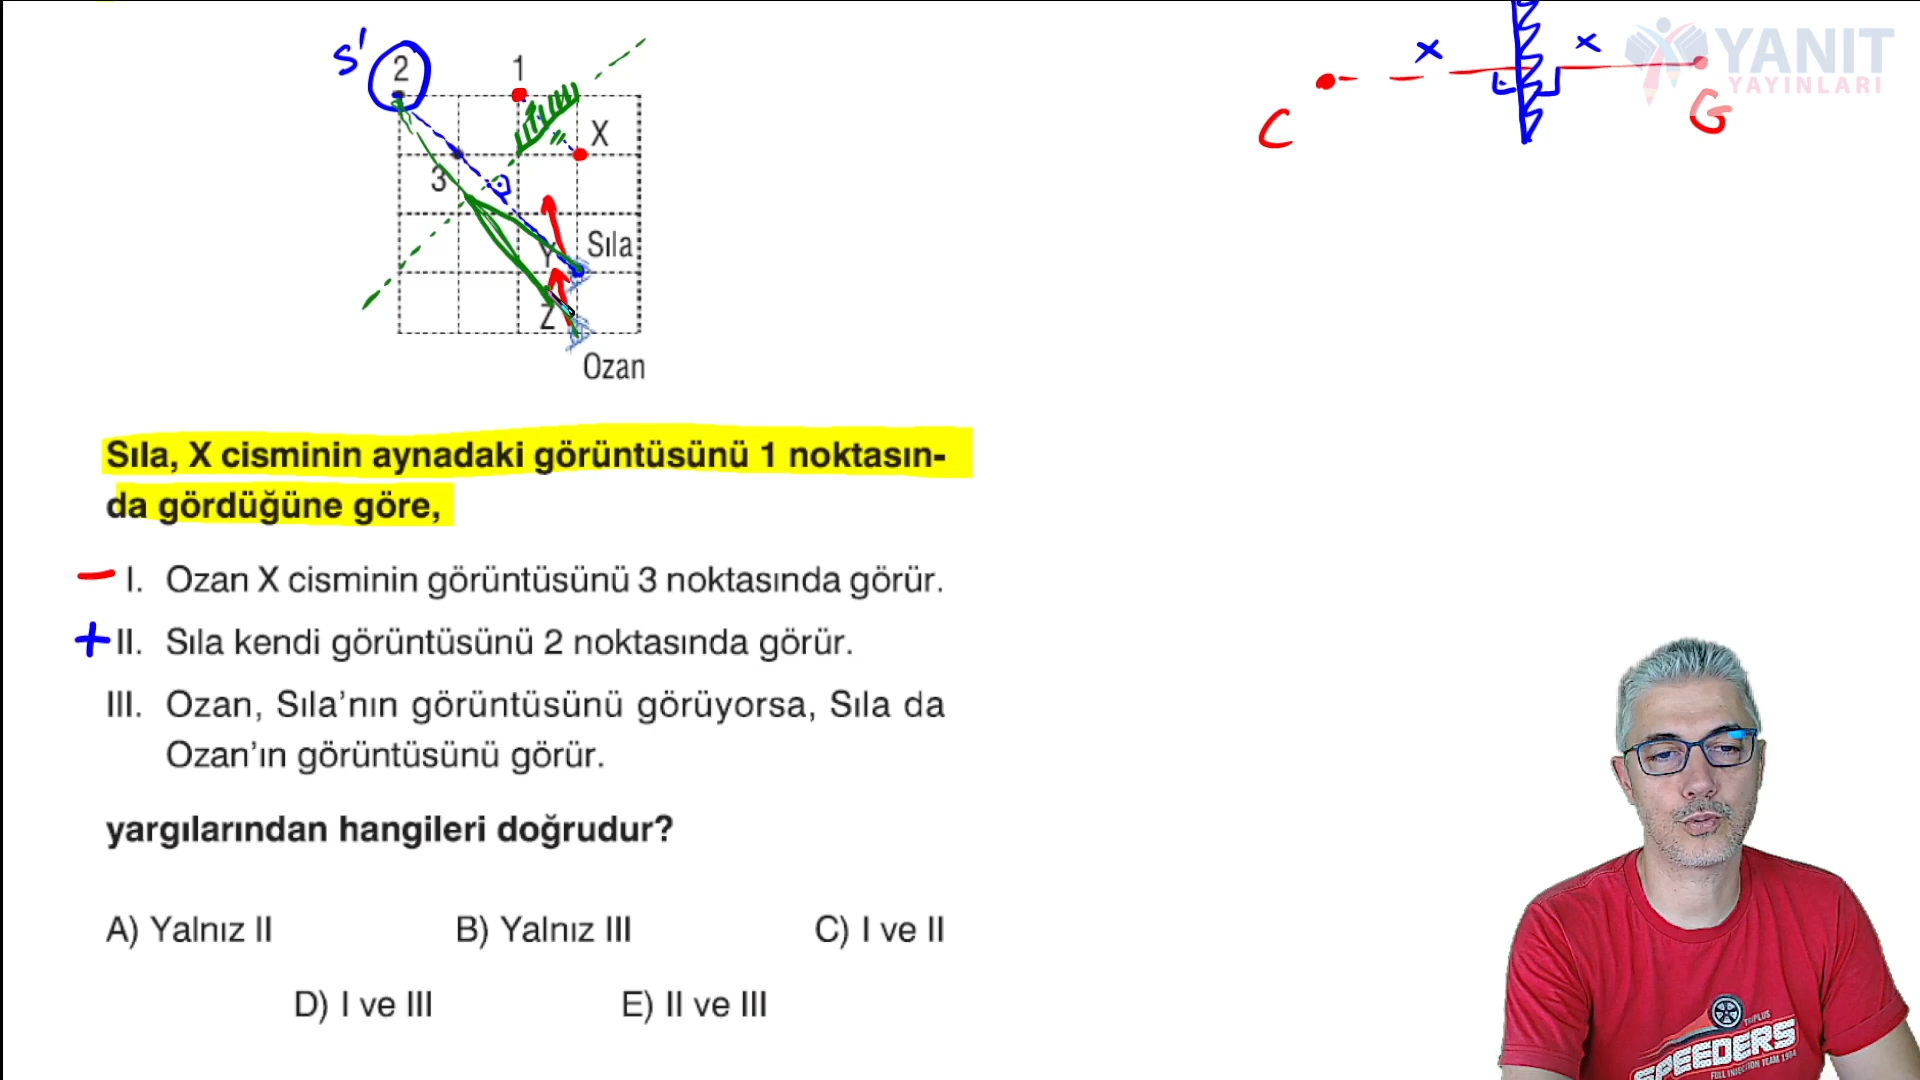 S'
2
1
X
3
Y
Sıla
Z
Ozan
x
x
C
G
YANIT
YAYINLARI
Sıla, X cisminin aynadaki görüntüsünü 1 noktasın-
da gördüğüne göre,
– I. Ozan X cisminin görüntüsünü 3 noktasında görür.
+ II. Sıla kendi görüntüsünü 2 noktasında görür.
III. Ozan, Sıla'nın görüntüsünü görüyorsa, Sıla da
Ozan'ın görüntüsünü görür.
yargılarından hangileri doğrudur?
A) Yalnız II B) Yalnız III C) I ve II
D) I ve III E) II ve III
SPEEDERS